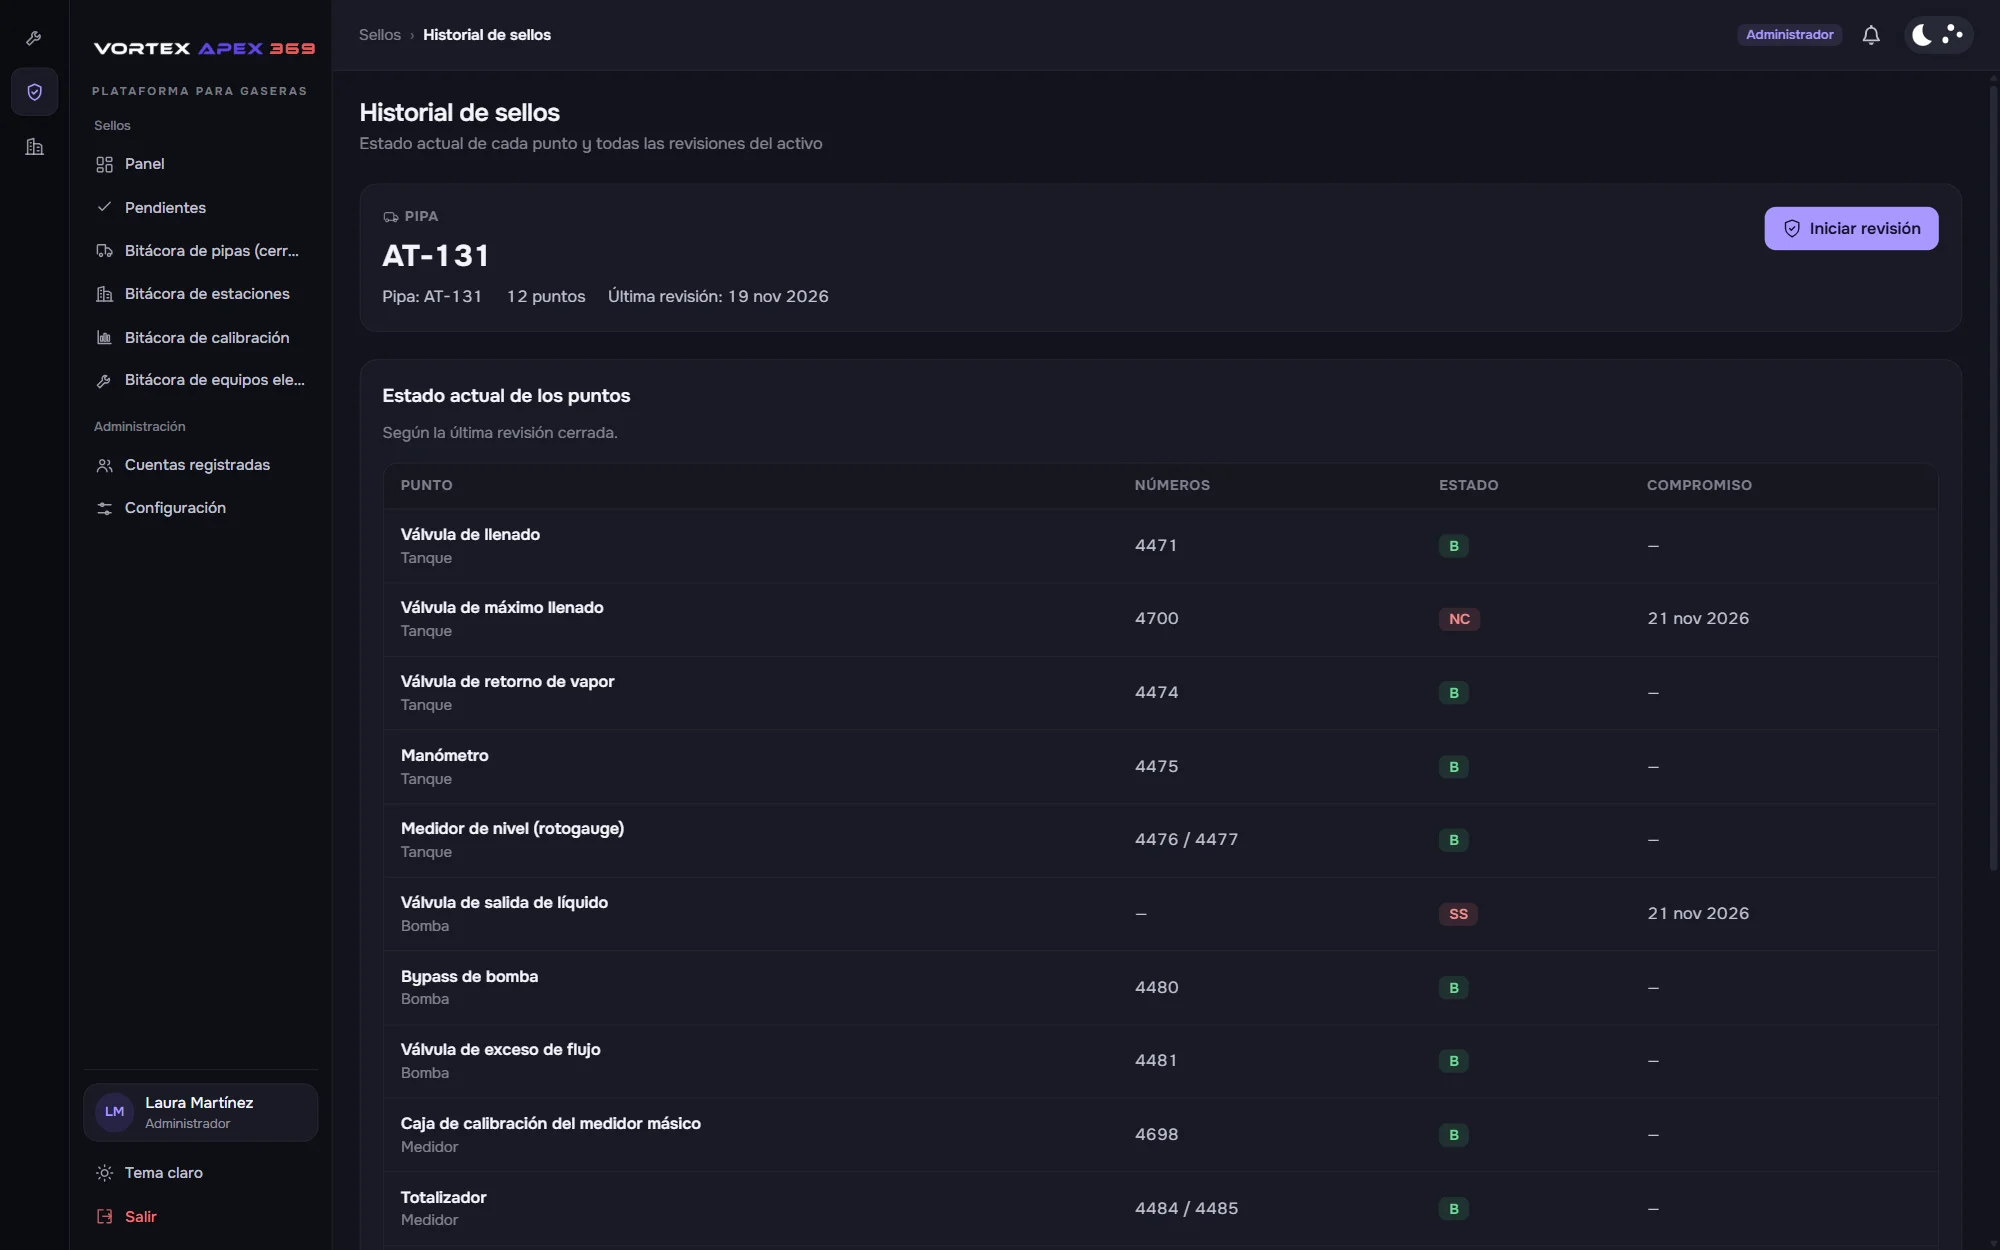 VORTEX APEX 369
PLATAFORMA PARA GASERAS
Sellos
Panel
Pendientes
Bitácora de pipas (cerr...
Bitácora de estaciones
Bitácora de calibración
Bitácora de equipos ele...
Administración
Cuentas registradas
Configuración
LM
Laura Martínez
Administrador
Tema claro
Salir
Sellos › Historial de sellos
Administrador
Historial de sellos
Estado actual de cada punto y todas las revisiones del activo
PIPA
AT-131
Pipa: AT-131 12 puntos Última revisión: 19 nov 2026
Iniciar revisión
Estado actual de los puntos
Según la última revisión cerrada.
PUNTO NÚMEROS ESTADO COMPROMISO
Válvula de llenado
Tanque
4471 B —
Válvula de máximo llenado
Tanque
4700 NC 21 nov 2026
Válvula de retorno de vapor
Tanque
4474 B —
Manómetro
Tanque
4475 B —
Medidor de nivel (rotogauge)
Tanque
4476 / 4477 B —
Válvula de salida de líquido
Bomba
— SS 21 nov 2026
Bypass de bomba
Bomba
4480 B —
Válvula de exceso de flujo
Bomba
4481 B —
Caja de calibración del medidor másico
Medidor
4698 B —
Totalizador
Medidor
4484 / 4485 B —